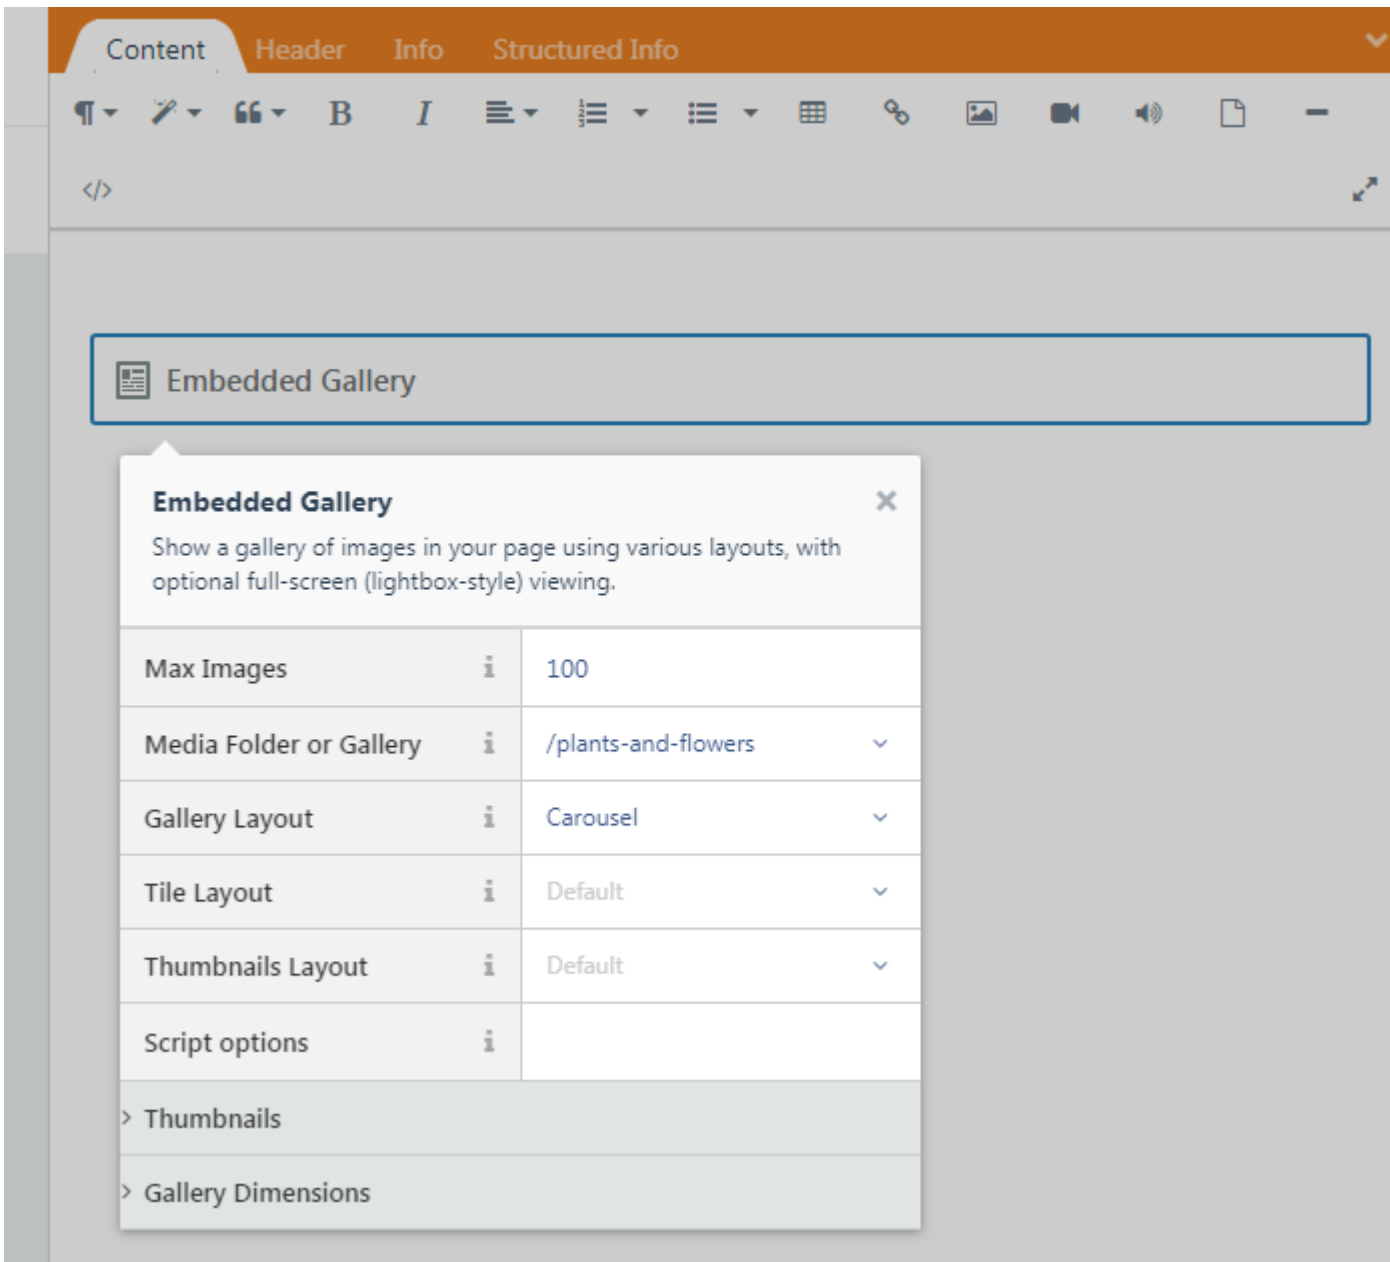 Content Header Info Structured Info
Embedded Gallery
Embedded Gallery
Show a gallery of images in your page using various layouts, with
optional full-screen (lightbox-style) viewing.
Max Images 100
Media Folder or Gallery /plants-and-flowers
Gallery Layout Carousel
Tile Layout Default
Thumbnails Layout Default
Script options
Thumbnails
Gallery Dimensions